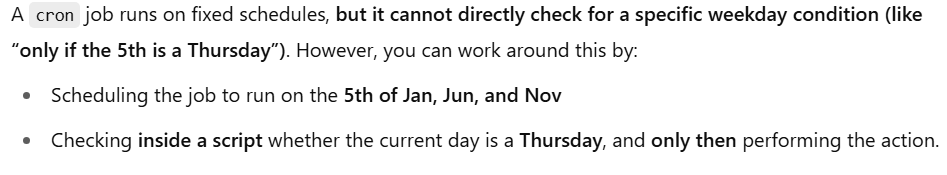 A cron job runs on fixed schedules, but it cannot directly check for a specific weekday condition (like
“only if the 5th is a Thursday”). However, you can work around this by:
• Scheduling the job to run on the 5th of Jan, Jun, and Nov
• Checking inside a script whether the current day is a Thursday, and only then performing the action.